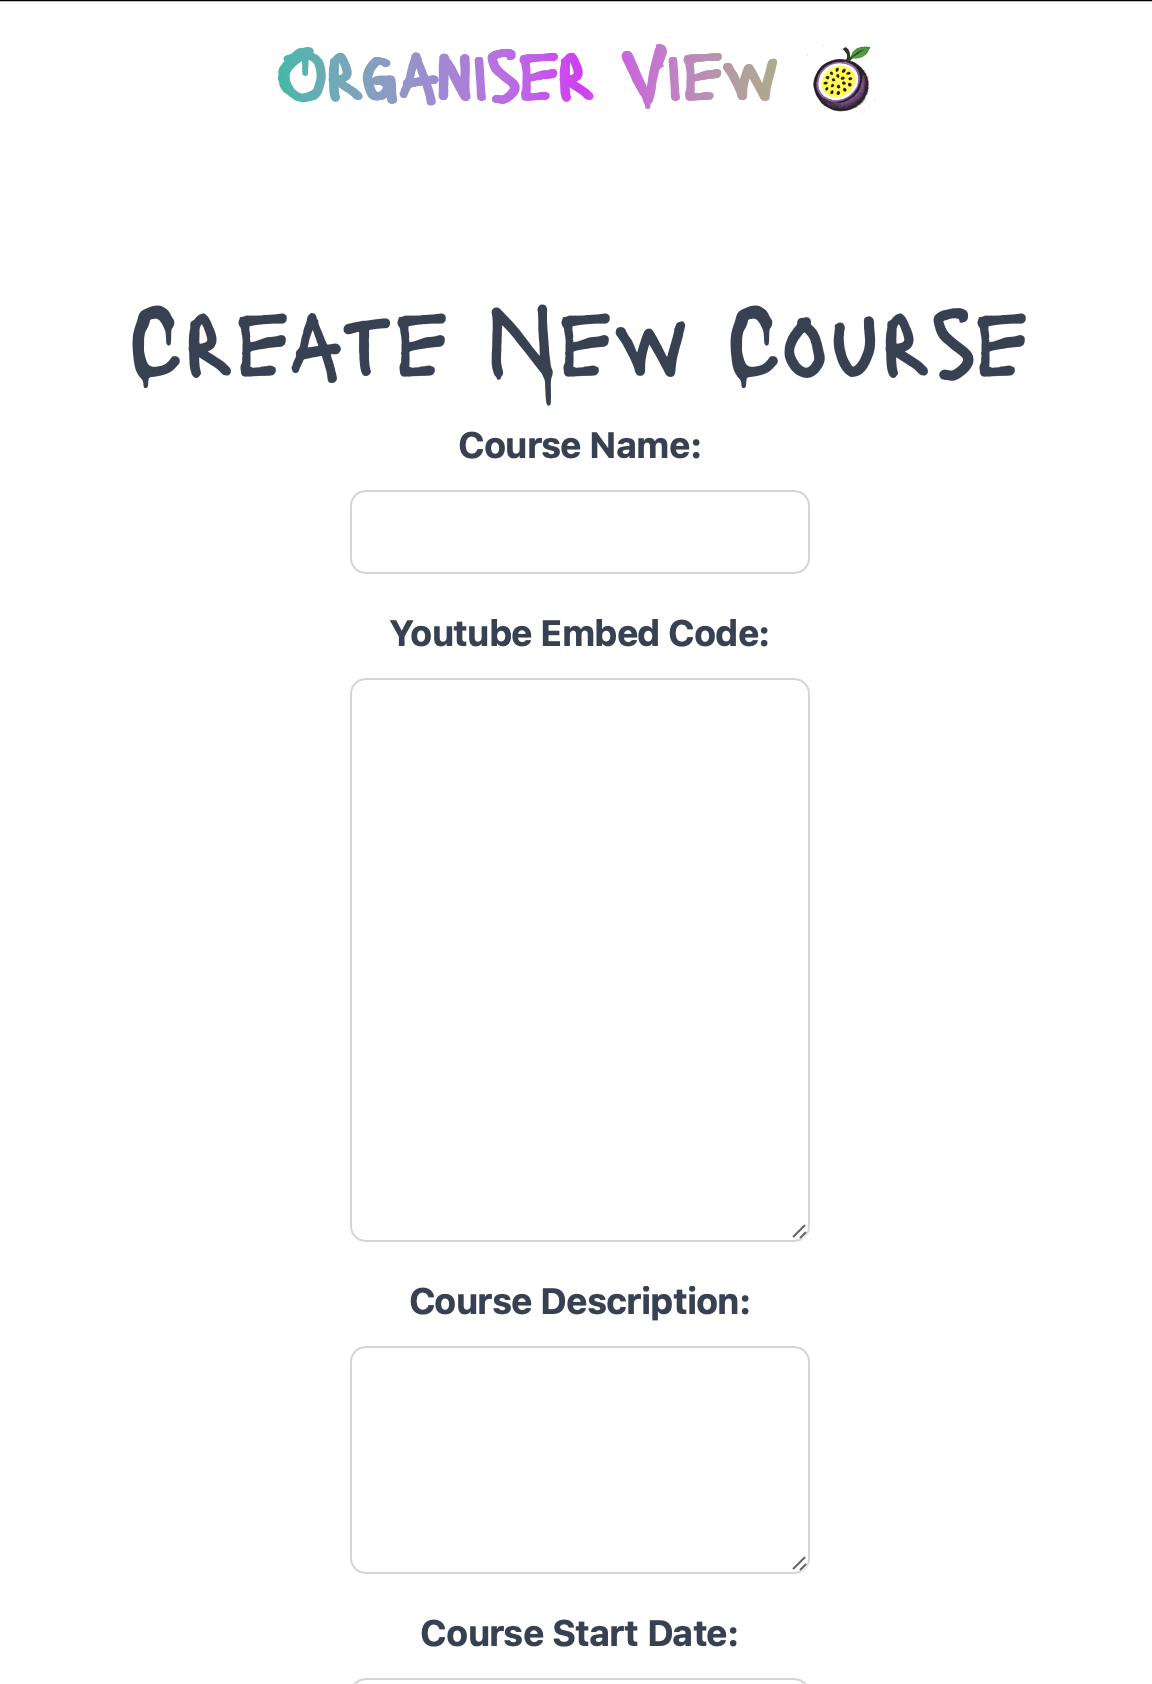 Organiser View
Create New Course
Course Name:
Youtube Embed Code:
Course Description:
Course Start Date: